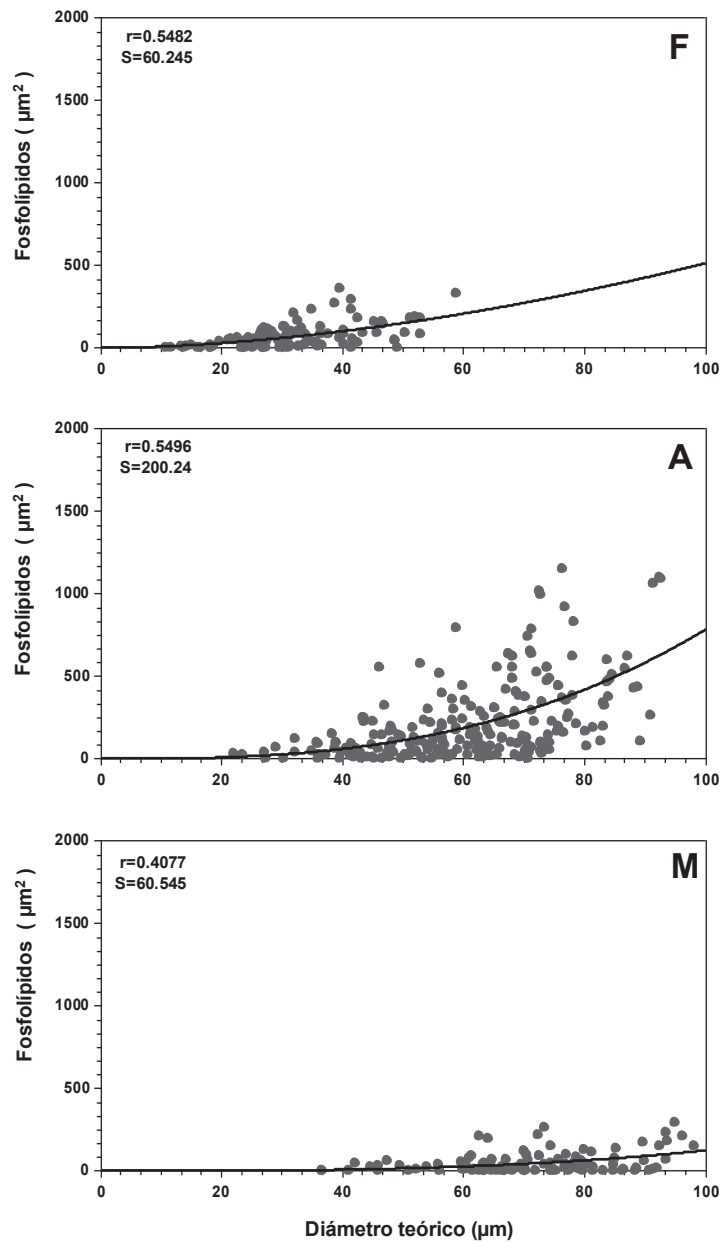 2000
r=0.5482
F
S=60.245
1500
Fosfolípidos ( µm²)
1000
500
0
0 20 40 60 80 100
2000
r=0.5496
A
S=200.24
1500
Fosfolípidos ( µm²)
1000
500
0
0 20 40 60 80 100
2000
r=0.4077
M
S=60.545
1500
Fosfolípidos ( µm²)
1000
500
0
0 20 40 60 80 100
Diámetro teórico (µm)